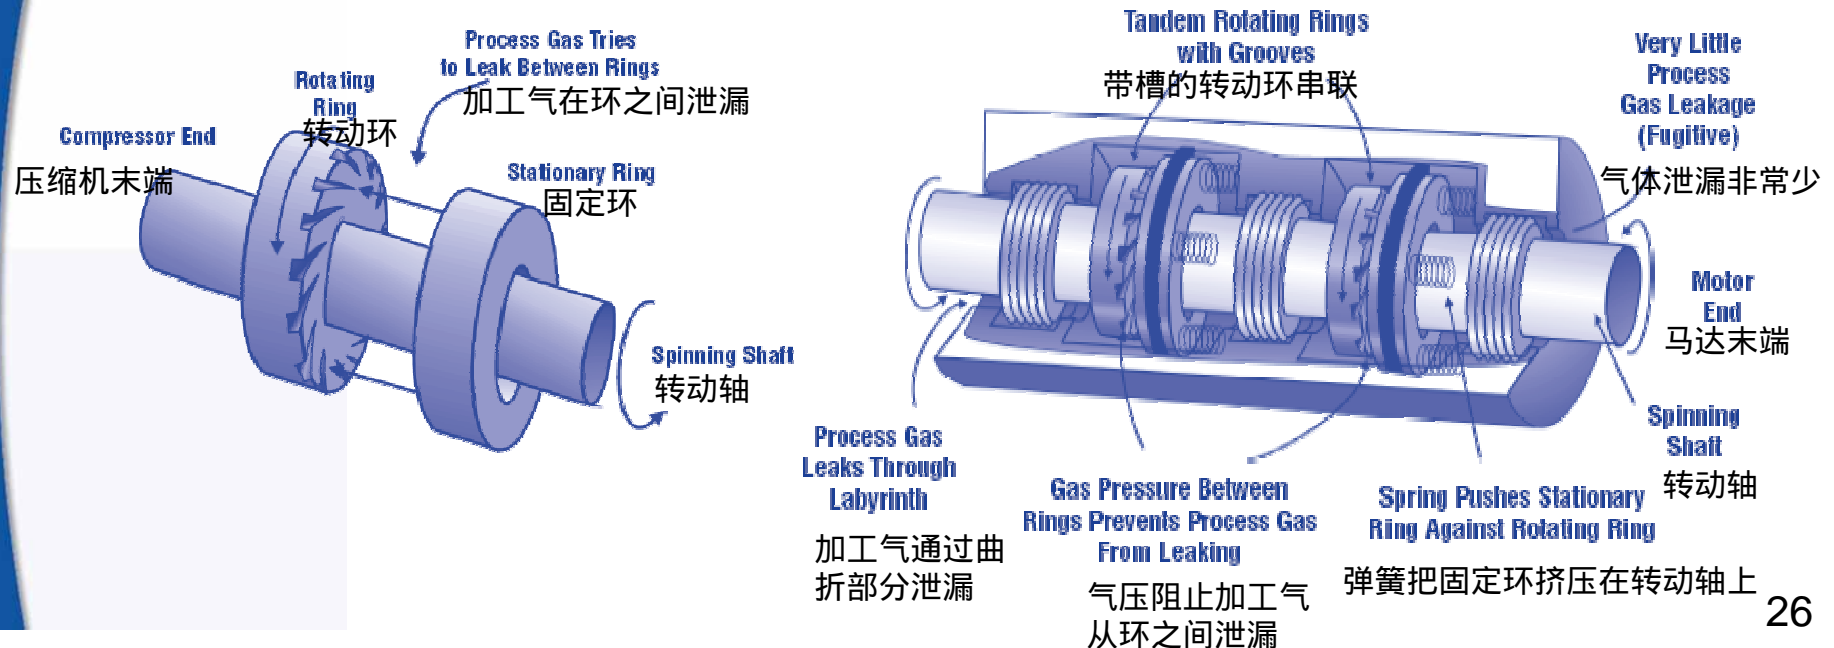 Process Gas Tries
to Leak Between Rings
加工气在环之间泄漏
Rotating
Ring
转动环
Compressor End
压缩机末端
Stationary Ring
固定环
Spinning Shaft
转动轴
Tandem Rotating Rings
with Grooves
带槽的转动环串联
Very Little
Process
Gas Leakage
(Fugitive)
气体泄漏非常少
Motor
End
马达末端
Spinning
Shaft
转动轴
Process Gas
Leaks Through
Labyrinth
加工气通过曲
折部分泄漏
Gas Pressure Between
Rings Prevents Process Gas
From Leaking
气压阻止加工气
从环之间泄漏
Spring Pushes Stationary
Ring Against Rotating Ring
弹簧把固定环挤压在转动轴上
26